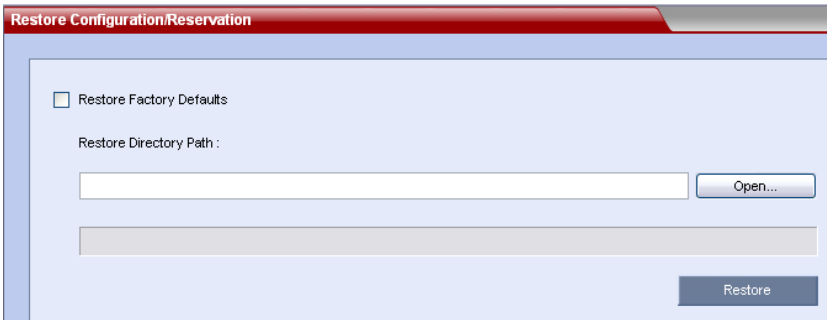 Restore Configuration/Reservation
Restore Factory Defaults
Restore Directory Path :
Open...
Restore